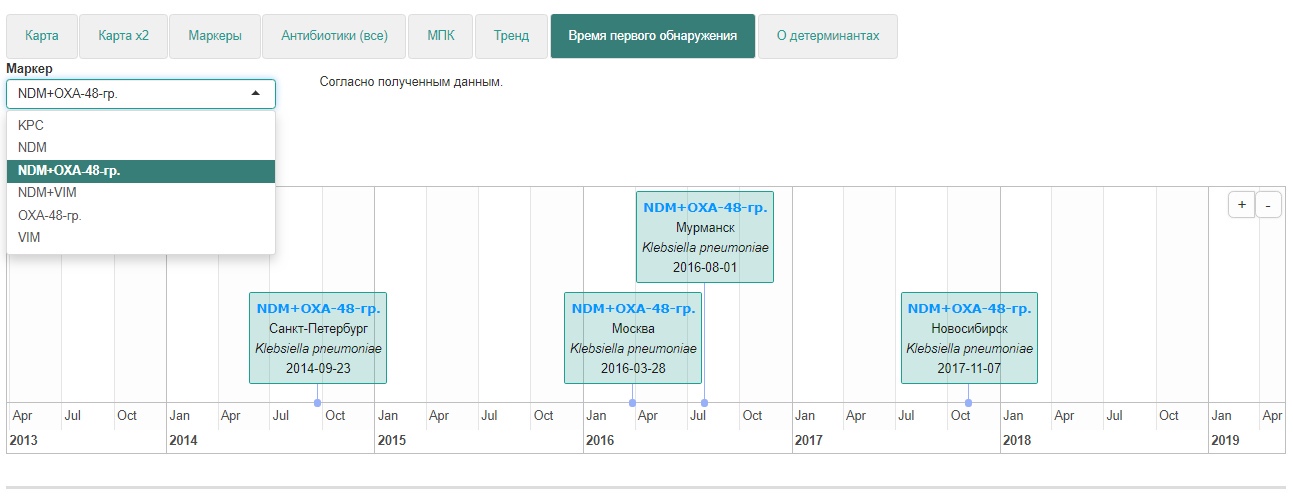 Карта Карта x2 Маркеры Антибиотики (все) МПК Тренд Время первого обнаружения О детерминантах
Маркер
NDM+OXA-48-гр.
Согласно полученным данным.
KPC
NDM
NDM+OXA-48-гр.
NDM+VIM
OXA-48-гр.
VIM
+ -
NDM+OXA-48-гр.
Мурманск
Klebsiella pneumoniae
2016-08-01
NDM+OXA-48-гр.
Санкт-Петербург
Klebsiella pneumoniae
2014-09-23
NDM+OXA-48-гр.
Москва
Klebsiella pneumoniae
2016-03-28
NDM+OXA-48-гр.
Новосибирск
Klebsiella pneumoniae
2017-11-07
Apr Jul Oct Jan Apr Jul Oct Jan Apr Jul Oct Jan Apr Jul Oct Jan Apr Jul Oct Jan Apr Jul Oct Jan Apr
2013 2014 2015 2016 2017 2018 2019